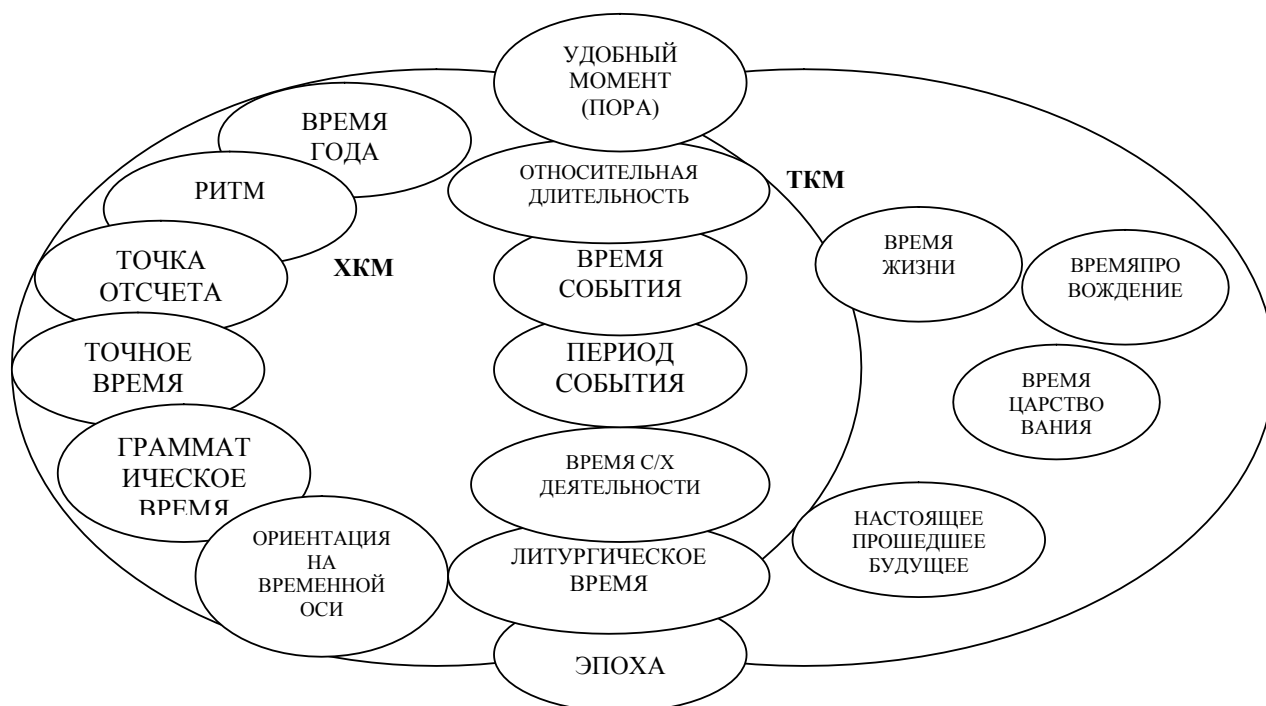 УДОБНЫЙ
МОМЕНТ
(ПОРА)
ВРЕМЯ
ГОДА
РИТМ
ТОЧКА
ОТСЧЕТА
ТОЧНОЕ
ВРЕМЯ
ГРАММАТ
ИЧЕСКОЕ
ВРЕМЯ
ОРИЕНТАЦИЯ
НА
ВРЕМЕННОЙ
ОСИ
ХКМ
ОТНОСИТЕЛЬНАЯ
ДЛИТЕЛЬНОСТЬ
ВРЕМЯ
СОБЫТИЯ
ПЕРИОД
СОБЫТИЯ
ВРЕМЯ С/Х
ДЕЯТЕЛЬНОСТИ
ЛИТУРГИЧЕСКОЕ
ВРЕМЯ
ЭПОХА
ТКМ
ВРЕМЯ
ЖИЗНИ
ВРЕМЯПРО
ВОЖДЕНИЕ
ВРЕМЯ
ЦАРСТВО
ВАНИЯ
НАСТОЯЩЕЕ
ПРОШЕДШЕЕ
БУДУЩЕЕ